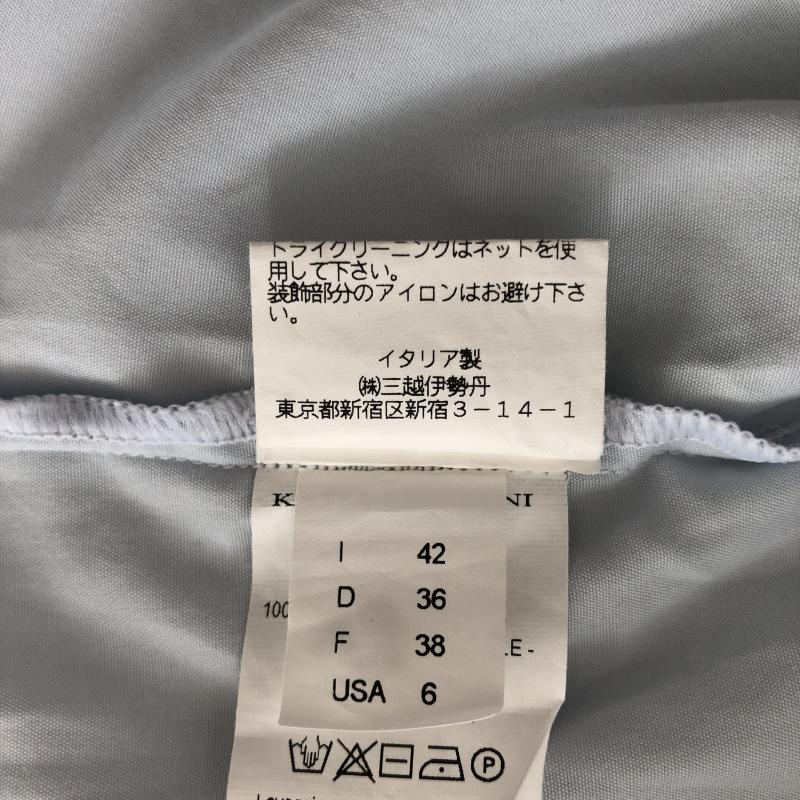 ドライクリーニングはネットを使
用して下さい。
装飾部分のアイロンはお避け下さ
い。
イタリア製
㈱三越伊勢丹
東京都新宿区新宿3-14-1
K NI
I 42
D 36
F 38
USA 6
100
LE -
P